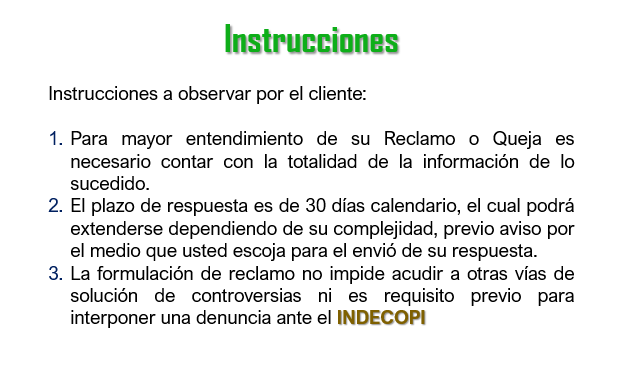 Instrucciones
Instrucciones a observar por el cliente:
1. Para mayor entendimiento de su Reclamo o Queja es
necesario contar con la totalidad de la información de lo
sucedido.
2. El plazo de respuesta es de 30 días calendario, el cual podrá
extenderse dependiendo de su complejidad, previo aviso por
el medio que usted escoja para el envió de su respuesta.
3. La formulación de reclamo no impide acudir a otras vías de
solución de controversias ni es requisito previo para
interponer una denuncia ante el INDECOPI